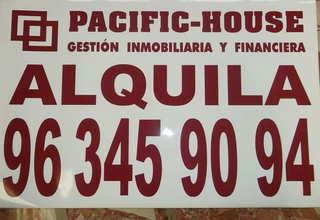 PACIFIC-HOUSE
GESTIÓN INMOBILIARIA Y FINANCIERA
ALQUILA
96 345 90 94